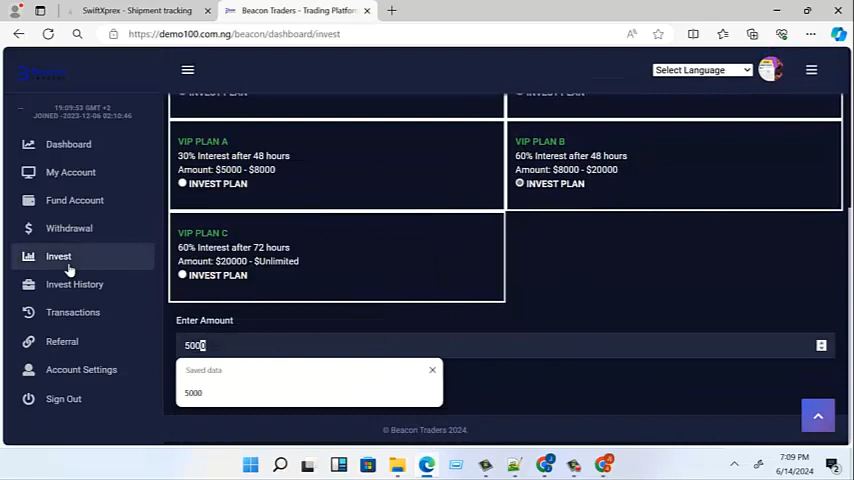 SwiftXprex - Shipment tracking
Beacon Traders - Trading Platfor
https://demo100.com.ng/beacon/dashboard/invest
Select Language
19:09:53 GMT +2
JOINED -2023-12-06 02:10:46
Dashboard
My Account
Fund Account
Withdrawal
Invest
Invest History
Transactions
Referral
Account Settings
Sign Out
VIP PLAN A
30% Interest after 48 hours
Amount: $5000 - $8000
INVEST PLAN
VIP PLAN B
60% Interest after 48 hours
Amount: $8000 - $20000
INVEST PLAN
VIP PLAN C
60% Interest after 72 hours
Amount: $20000 - $Unlimited
INVEST PLAN
Enter Amount
5000
Saved data
5000
© Beacon Traders 2024.
7:09 PM
6/14/2024